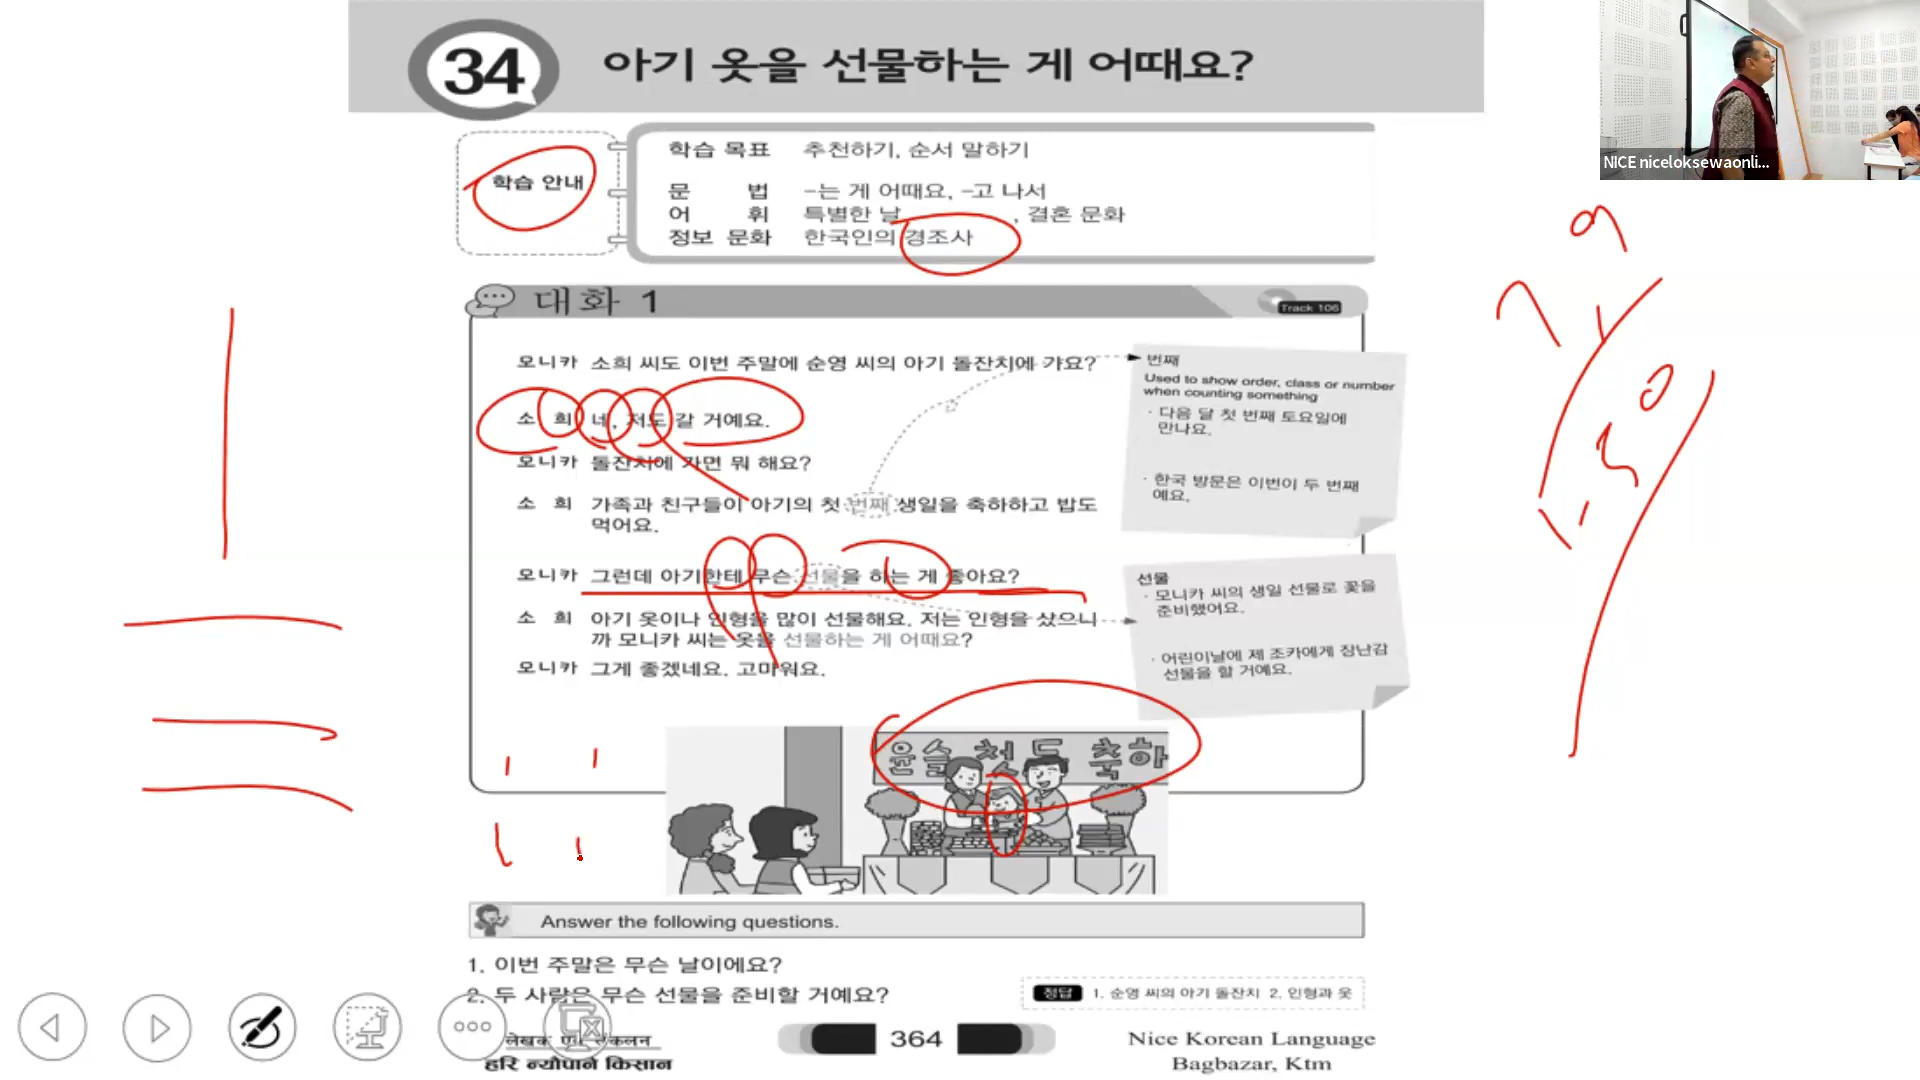 34 아기 옷을 선물하는 게 어때요?
NICE niceloksewaonli...
학습 안내
학습 목표 추천하기, 순서 말하기
문 법 -는 게 어때요, -고 나서
어 휘 특별한 날 , 결혼 문화
정보 문화 한국인의 경조사
대화 1
Track 106
모니카 소희 씨도 이번 주말에 순영 씨의 아기 돌잔치에 가요?
소 희 네, 저도 갈 거예요.
모니카 돌잔치에 가면 뭐 해요?
소 희 가족과 친구들이 아기의 첫 번째 생일을 축하하고 밥도
먹어요.
모니카 그런데 아기한테 무슨 선물을 하는 게 좋아요?
소 희 아기 옷이나 인형을 많이 선물해요. 저는 인형을 샀으니
까 모니카 씨는 옷을 선물하는 게 어때요?
모니카 그게 좋겠네요. 고마워요.
번째
Used to show order, class or number
when counting something
· 다음 달 첫 번째 토요일에
만나요.
· 한국 방문은 이번이 두 번째
예요.
선물
· 모니카 씨의 생일 선물로 꽃을
준비했어요.
· 어린이날에 제 조카에게 장난감
선물을 할 거예요.
윤슬 첫 돌 축하
Answer the following questions.
1. 이번 주말은 무슨 날이에요?
2. 두 사람은 무슨 선물을 준비할 거예요?
정답 1. 순영 씨의 아기 돌잔치 2. 인형과 옷
हरि न्यौपाने किसान
364
Nice Korean Language
Bagbazar, Ktm